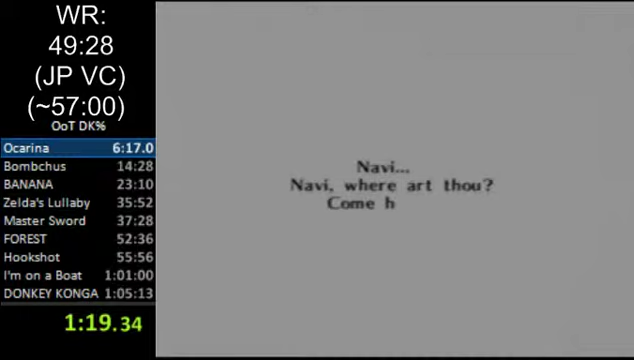 WR:
49:28
(JP VC)
(~57:00)
OoT DK%
Ocarina 6:17.0
Bombchus 14:28
BANANA 23:10
Zelda's Lullaby 35:52
Master Sword 37:28
FOREST 52:36
Hookshot 55:56
I'm on a Boat 1:01:00
DONKEY KONGA 1:05:13
1:19.34
Navi...
Navi, where art thou?
Come h